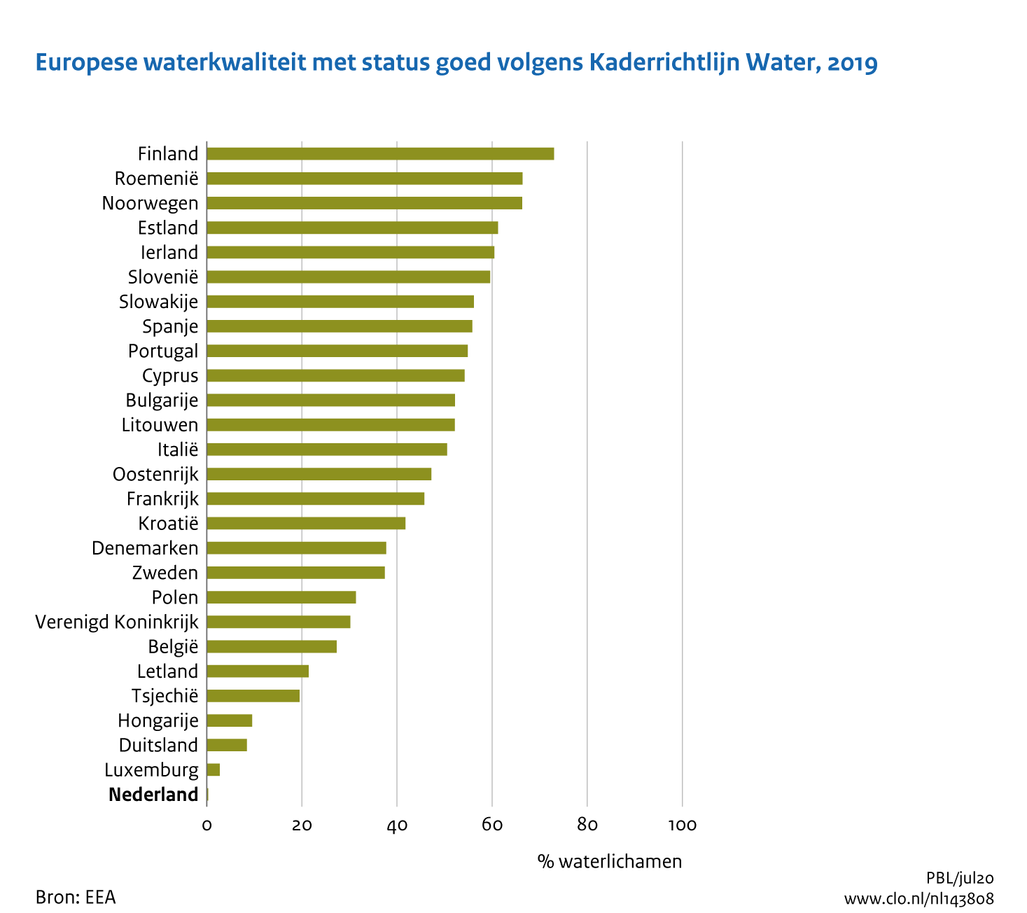 Europese waterkwaliteit met status goed volgens Kaderrichtlijn Water, 2019
Finland
Roemenië
Noorwegen
Estland
Ierland
Slovenië
Slowakije
Spanje
Portugal
Cyprus
Bulgarije
Litouwen
Italië
Oostenrijk
Frankrijk
Kroatië
Denemarken
Zweden
Polen
Verenigd Koninkrijk
België
Letland
Tsjechië
Hongarije
Duitsland
Luxemburg
Nederland
0 20 40 60 80 100
% waterlichamen
PBL/jul20
Bron: EEA
www.clo.nl/nl143808